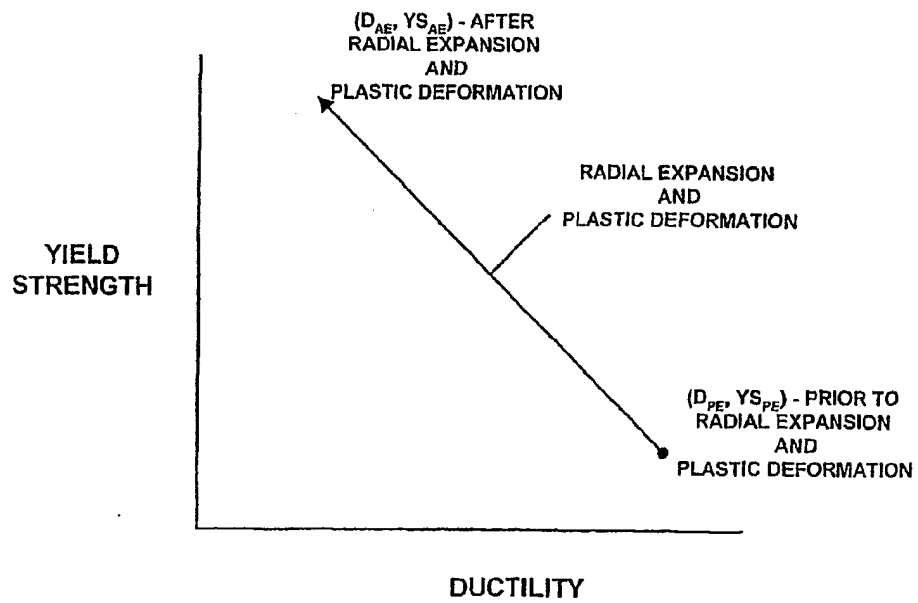 (D_AE, YS_AE) - AFTER
RADIAL EXPANSION
AND
PLASTIC DEFORMATION
RADIAL EXPANSION
AND
PLASTIC DEFORMATION
YIELD
STRENGTH
(D_PE, YS_PE) - PRIOR TO
RADIAL EXPANSION
AND
PLASTIC DEFORMATION
DUCTILITY